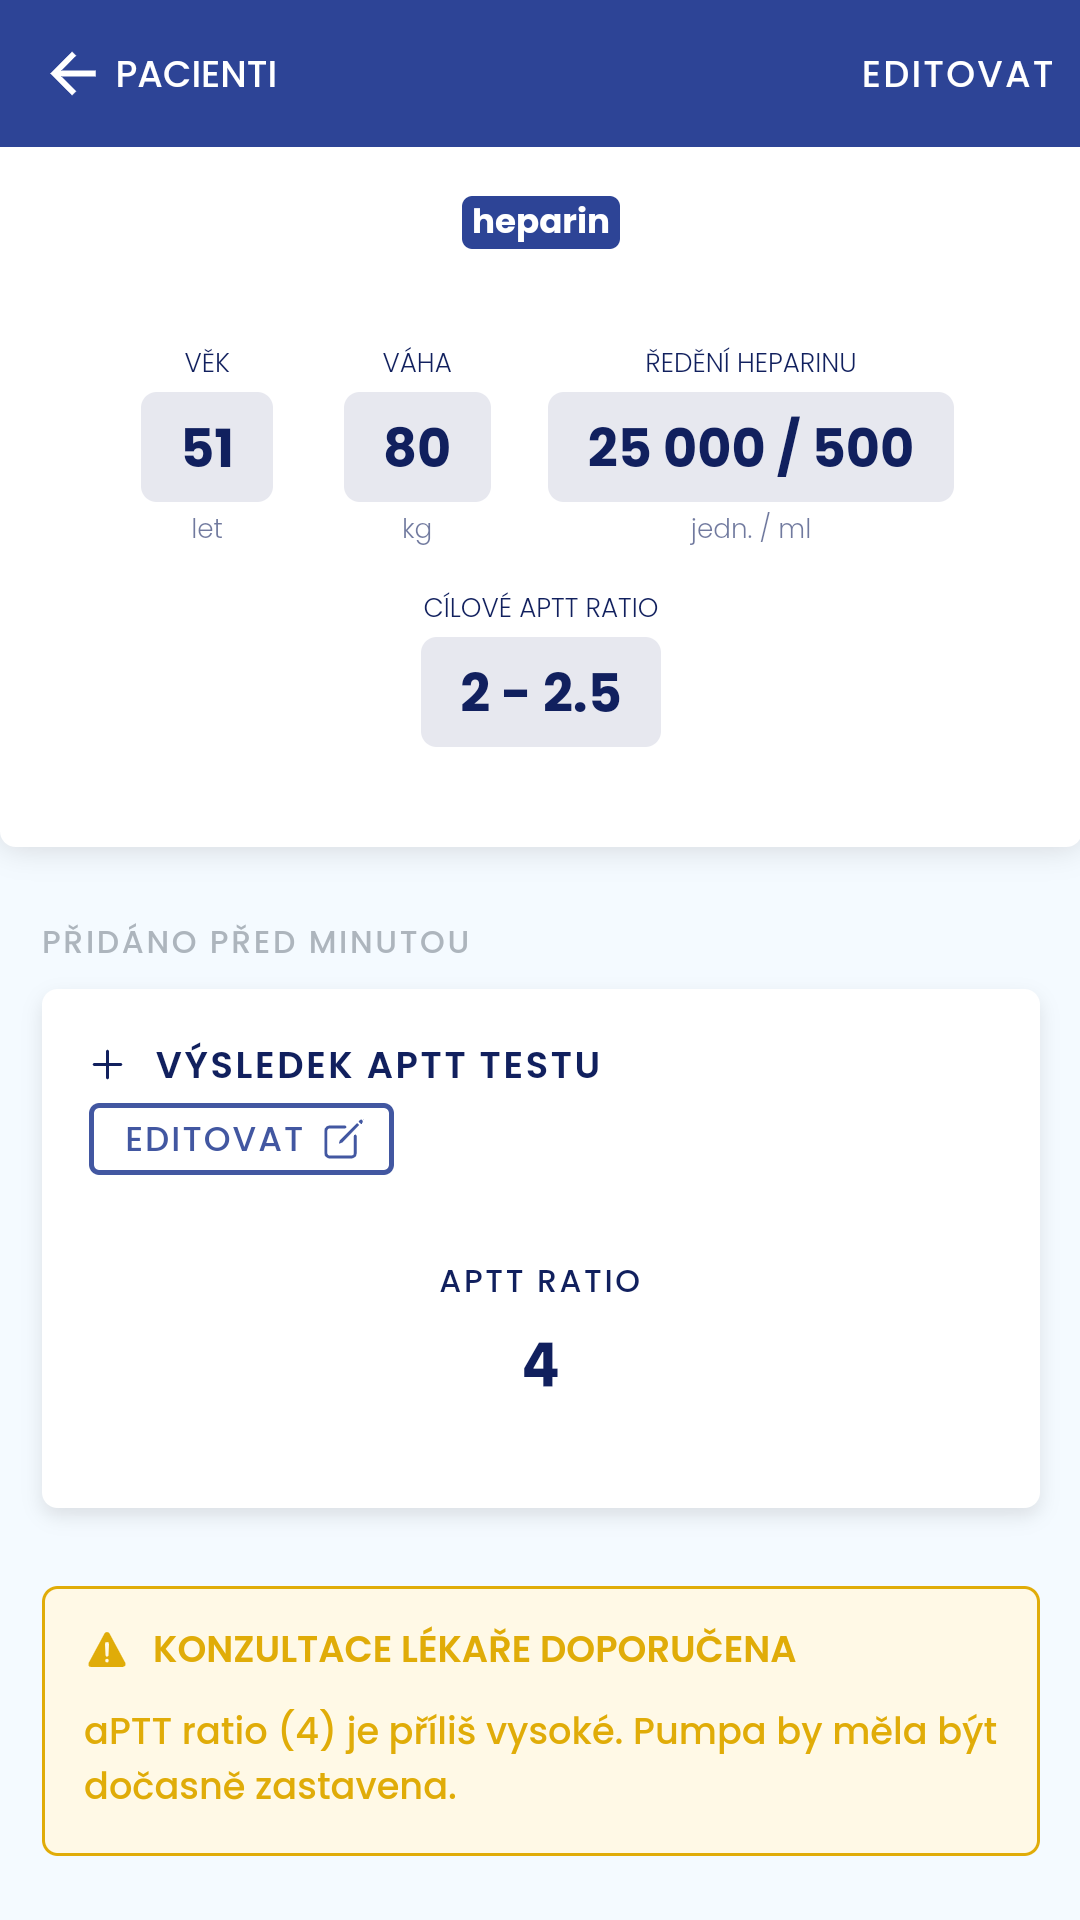 PACIENTI
EDITOVAT
heparin
VĚK
VÁHA
ŘEDĚNÍ HEPARINU
51
80
25 000 / 500
let
kg
jedn. / ml
CÍLOVÉ APTT RATIO
2 - 2.5
PŘIDÁNO PŘED MINUTOU
VÝSLEDEK APTT TESTU
EDITOVAT
APTT RATIO
4
KONZULTACE LÉKAŘE DOPORUČENA
aPTT ratio (4) je příliš vysoké. Pumpa by měla být
dočasně zastavena.